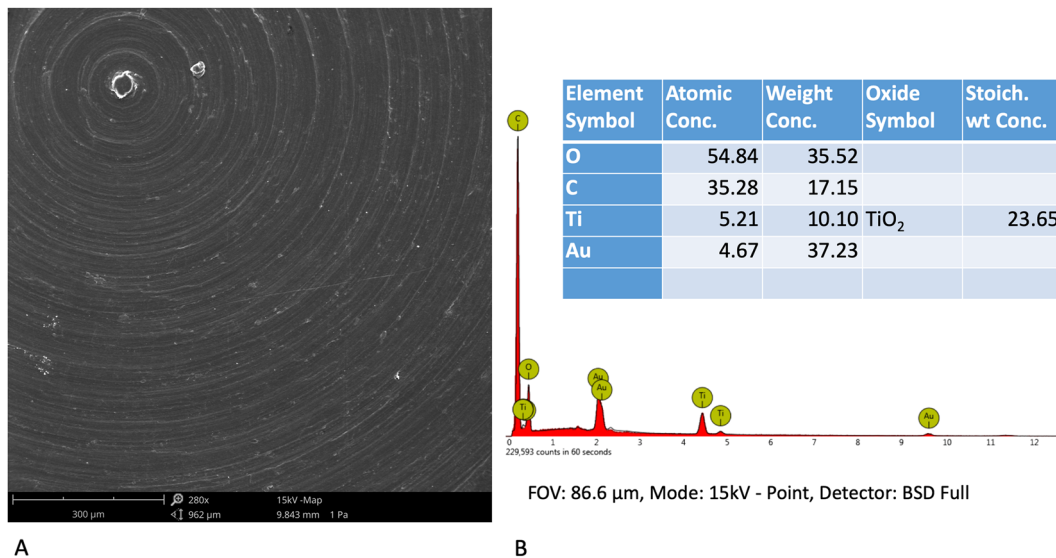 Element Symbol Atomic Conc. Weight Conc. Oxide Symbol Stoich. wt Conc.
O 54.84 35.52
C 35.28 17.15
Ti 5.21 10.10 TiO₂ 23.65
Au 4.67 37.23
C
O
Ti
Au
Au
Ti
Ti
Au
0 1 2 3 4 5 6 7 8 9 10 11 12
229,593 counts in 60 seconds
FOV: 86.6 µm, Mode: 15kV - Point, Detector: BSD Full
300 µm
280x 15kV -Map
962 µm 9.843 mm 1 Pa
A
B